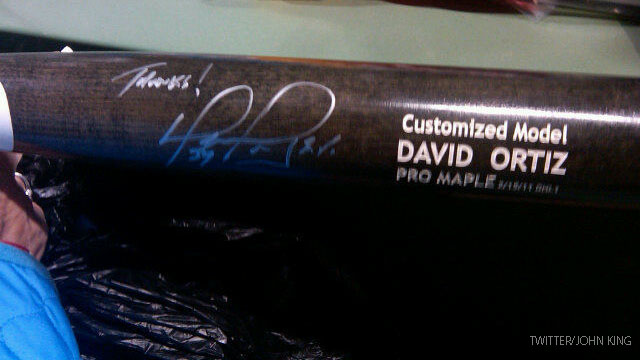 Thanks!
Customized Model
DAVID ORTIZ
PRO MAPLE
TWITTER/JOHN KING